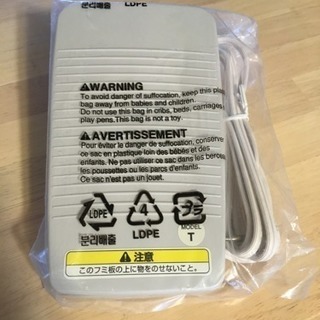 분리배출
LDPE
⚠WARNING
To avoid danger of suffocation, keep this plastic
bag away from babies and children.
Do not use this bag in cribs, beds, carriages,
play pens. This bag is not a toy.
⚠AVERTISSEMENT
Pour éviter le danger de suffocation, conserver
ce sac en plastique loin des bébés et des
enfants. Ne pas utiliser ce sac dans les berceaux,
les poussettes ou les parcs d'enfants.
Ce sac n'est pas un jouet.
LDPE
4
プラ
분리배출
LDPE
MODEL
T
⚠注意
このフミ板の上に物をのせないこと。